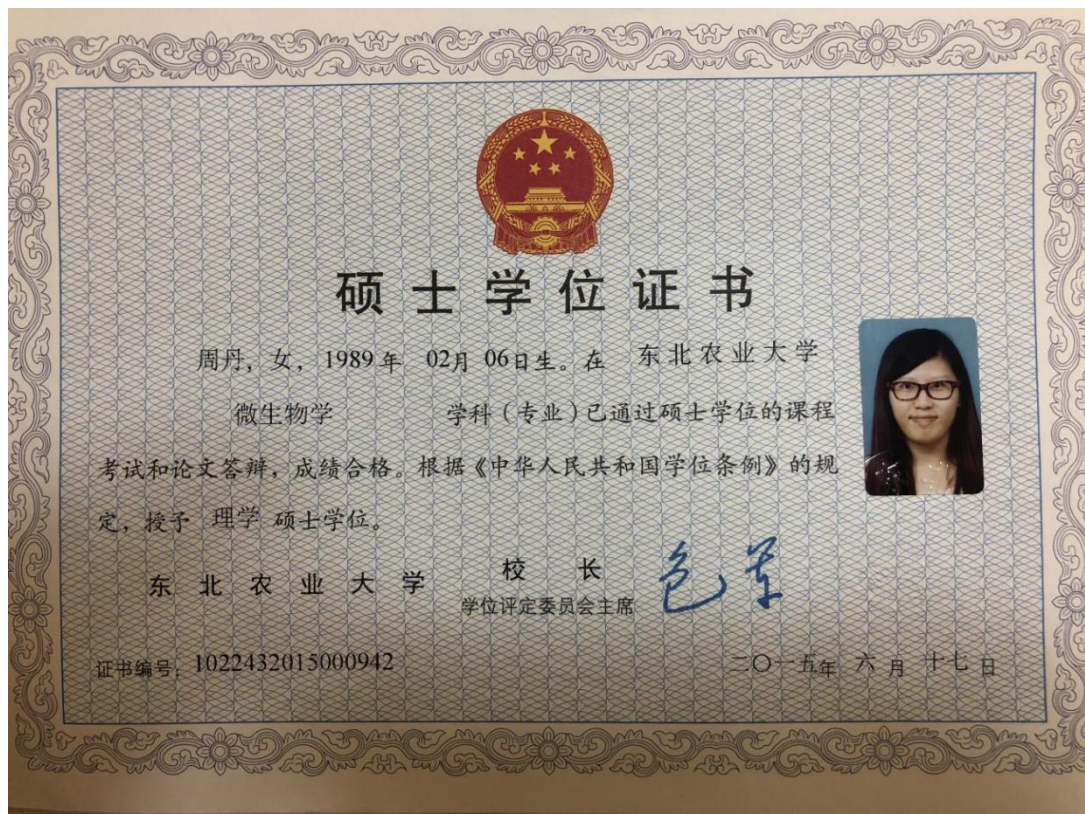 硕士学位证书
周丹, 女, 1989年 02月 06日生。在 东北农业大学
微生物学 学科(专业)已通过硕士学位的课程
考试和论文答辩,成绩合格。根据《中华人民共和国学位条例》的规
定,授予 理学 硕士学位。
东北农业大学 校长
学位评定委员会主席 包军
证书编号: 1022432015000942 二〇一五年 六月 十七日